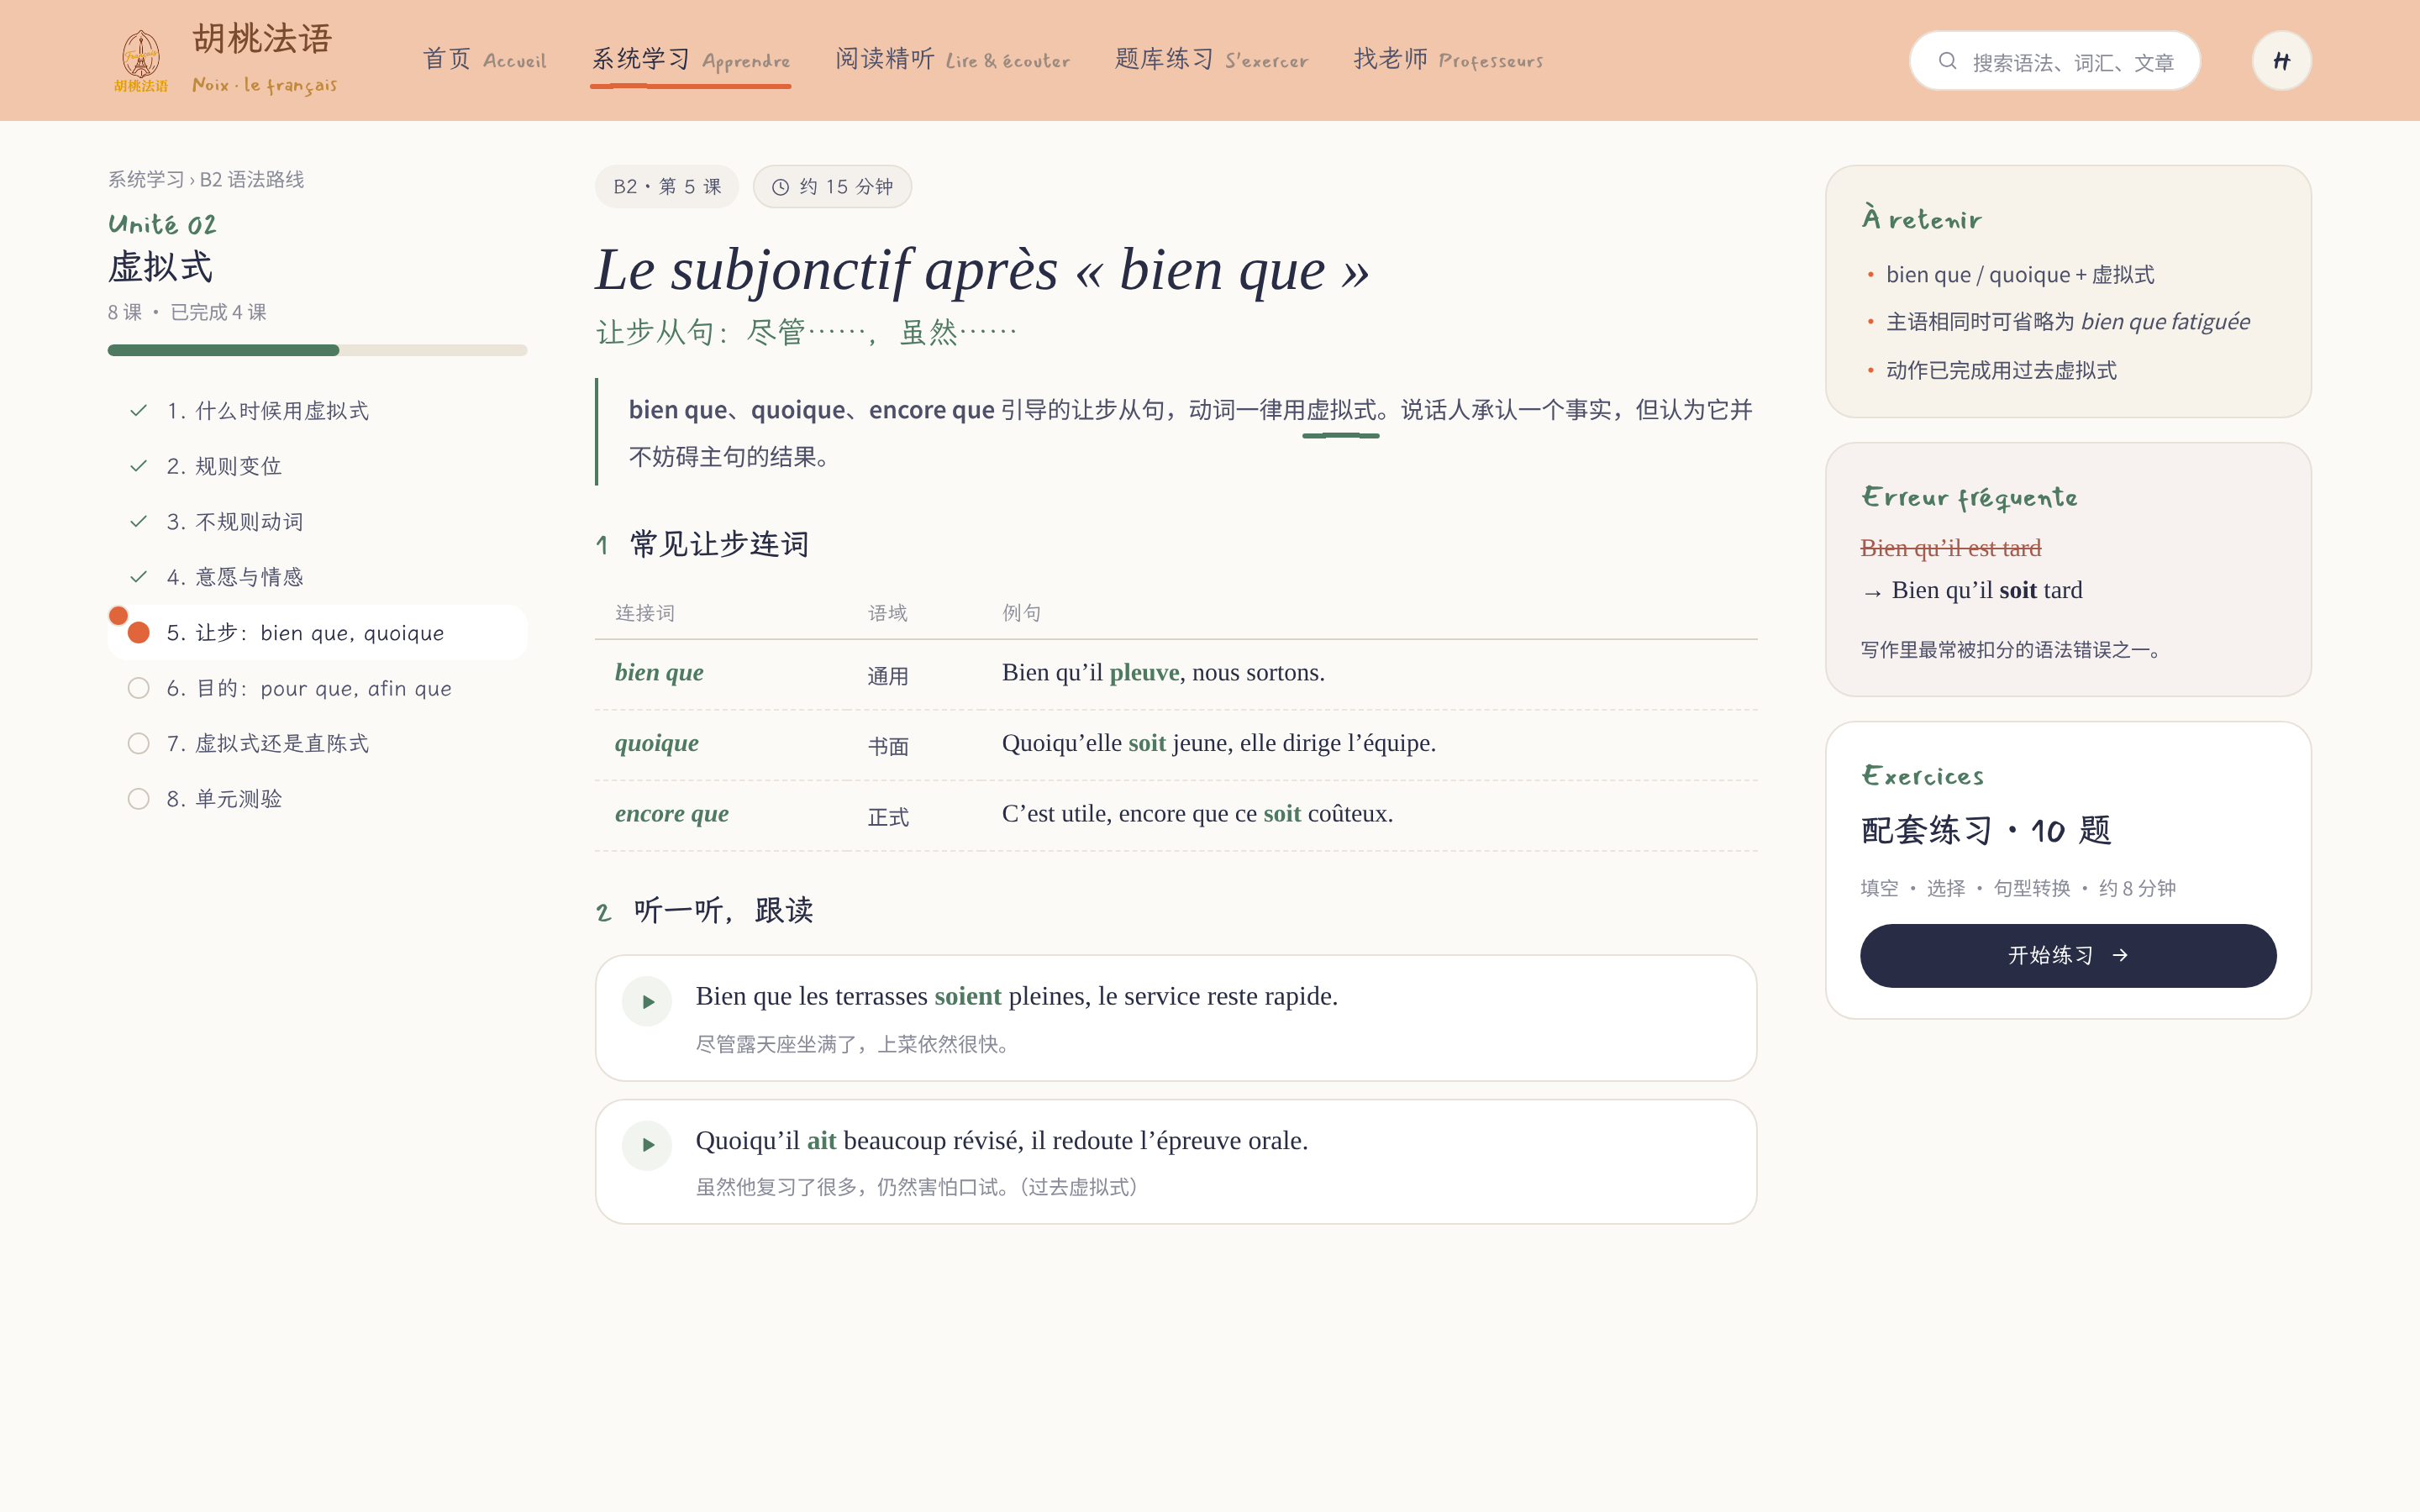 Français
胡桃法语
胡桃法语
Noix · le français
首页 Accueil
系统学习 Apprendre
阅读精听 Lire & écouter
题库练习 S'exercer
找老师 Professeurs
搜索语法、词汇、文章
H
系统学习 › B2 语法路线
Unité 02
虚拟式
8 课 · 已完成 4 课
1. 什么时候用虚拟式
2. 规则变位
3. 不规则动词
4. 意愿与情感
5. 让步：bien que, quoique
6. 目的：pour que, afin que
7. 虚拟式还是直陈式
8. 单元测验
B2 · 第 5 课
约 15 分钟
Le subjonctif après « bien que »
让步从句：尽管……，虽然……
bien que、quoique、encore que 引导的让步从句，动词一律用虚拟式。说话人承认一个事实，但认为它并
不妨碍主句的结果。
1 常见让步连词
连接词 语域 例句
bien que 通用 Bien qu’il pleuve, nous sortons.
quoique 书面 Quoiqu’elle soit jeune, elle dirige l’équipe.
encore que 正式 C’est utile, encore que ce soit coûteux.
2 听一听，跟读
Bien que les terrasses soient pleines, le service reste rapide.
尽管露天座坐满了，上菜依然很快。
Quoiqu’il ait beaucoup révisé, il redoute l’épreuve orale.
虽然他复习了很多，仍然害怕口试。（过去虚拟式）
À retenir
• bien que / quoique + 虚拟式
• 主语相同时可省略为 bien que fatiguée
• 动作已完成用过去虚拟式
Erreur fréquente
Bien qu’il est tard
→ Bien qu’il soit tard
写作里最常被扣分的语法错误之一。
Exercices
配套练习 · 10 题
填空 · 选择 · 句型转换 · 约 8 分钟
开始练习 →